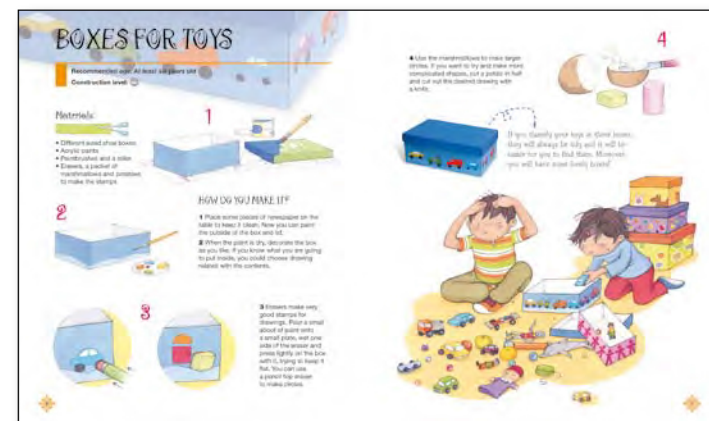 BOXES FOR TOYS
Recommended age: At least six years old
Construction level:
Materials:
• Different sized shoe boxes
• Acrylic paints
• Paintbrushes and a roller
• Erasers, a packet of
marshmallows and potatoes
to make the stamps
1
2
HOW DO YOU MAKE IT?
1 Place some pieces of newspaper on the
table to keep it clean. Now you can paint
the outside of the box and lid.
2 When the paint is dry, decorate the box
as you like. If you know what you are going
to put inside, you could choose drawing
related with the contents.
3
3 Erasers make very
good stamps for
drawings. Pour a small
about of paint onto
a small plate, wet one
side of the eraser and
press lightly on the box
with it, trying to keep it
flat. You can use
a pencil top eraser
to make circles.
4 Use the marshmallows to make larger
circles. If you want to try and make more
complicated shapes, cut a potato in half
and cut out the desired drawing with
a knife.
4
If you classify your toys in these boxes,
they will always be tidy and it will be
easier for you to find them. Moreover,
you will have some lovely boxes!